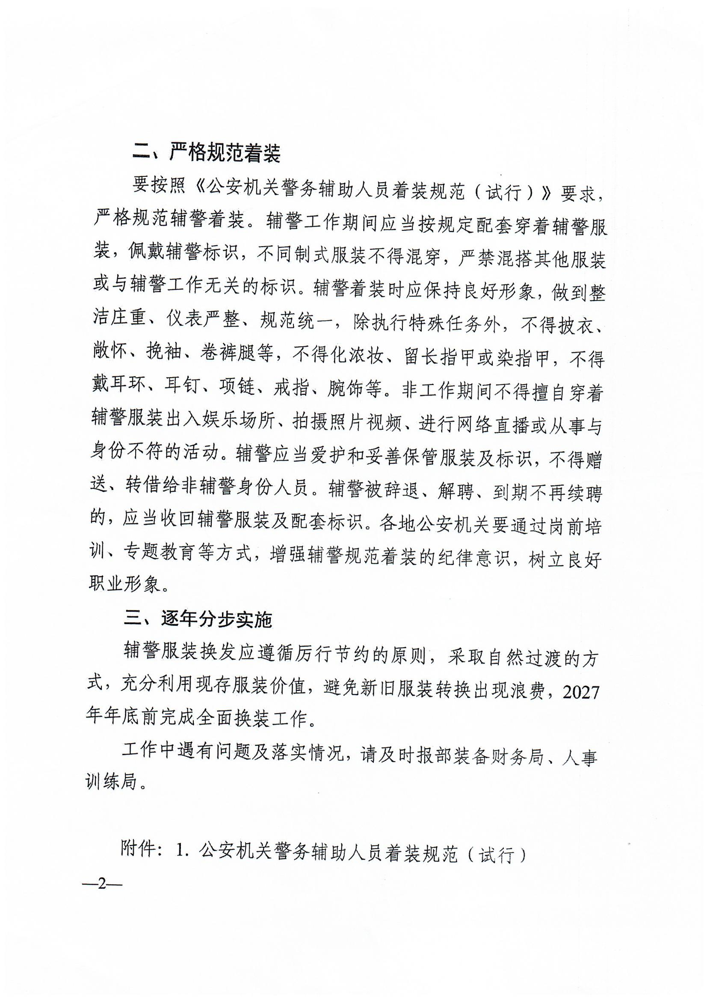 二、严格规范着装
要按照《公安机关警务辅助人员着装规范（试行）》要求，
严格规范辅警着装。辅警工作期间应当按规定配套穿着辅警服
装，佩戴辅警标识，不同制式服装不得混穿，严禁混搭其他服装
或与辅警工作无关的标识。辅警着装时应保持良好形象，做到整
洁庄重、仪表严整、规范统一，除执行特殊任务外，不得披衣、
敞怀、挽袖、卷裤腿等，不得化浓妆、留长指甲或染指甲，不得
戴耳环、耳钉、项链、戒指、腕饰等。非工作期间不得擅自穿着
辅警服装出入娱乐场所、拍摄照片视频、进行网络直播或从事与
身份不符的活动。辅警应当爱护和妥善保管服装及标识，不得赠
送、转借给非辅警身份人员。辅警被辞退、解聘、到期不再续聘
的，应当收回辅警服装及配套标识。各地公安机关要通过岗前培
训、专题教育等方式，增强辅警规范着装的纪律意识，树立良好
职业形象。
三、逐年分步实施
辅警服装换发应遵循厉行节约的原则，采取自然过渡的方
式，充分利用现存服装价值，避免新旧服装转换出现浪费，2027
年年底前完成全面换装工作。
工作中遇有问题及落实情况，请及时报部装备财务局、人事
训练局。
附件：1. 公安机关警务辅助人员着装规范（试行）
—2—